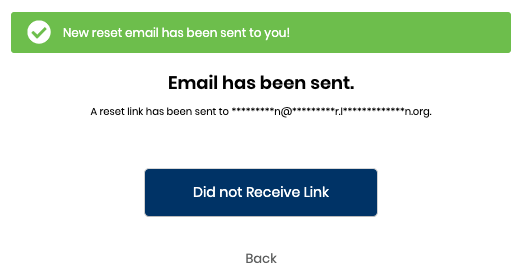 New reset email has been sent to you!
Email has been sent.
A reset link has been sent to *********n@*********r.l*************n.org.
Did not Receive Link
Back